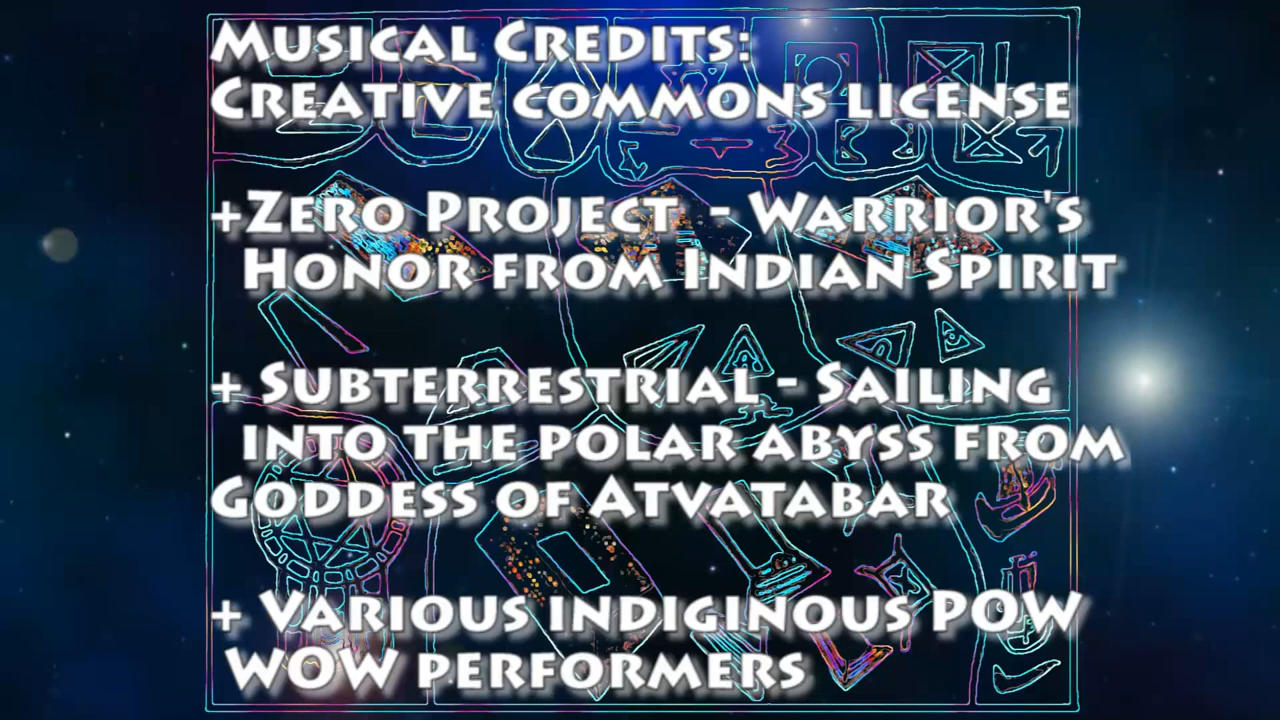 Musical Credits:
Creative commons license
+Zero Project - Warrior's
Honor from Indian Spirit
+ Subterrestrial - Sailing
into the polar abyss from
Goddess of Atvatabar
+ Various indiginous POW
WOW performers